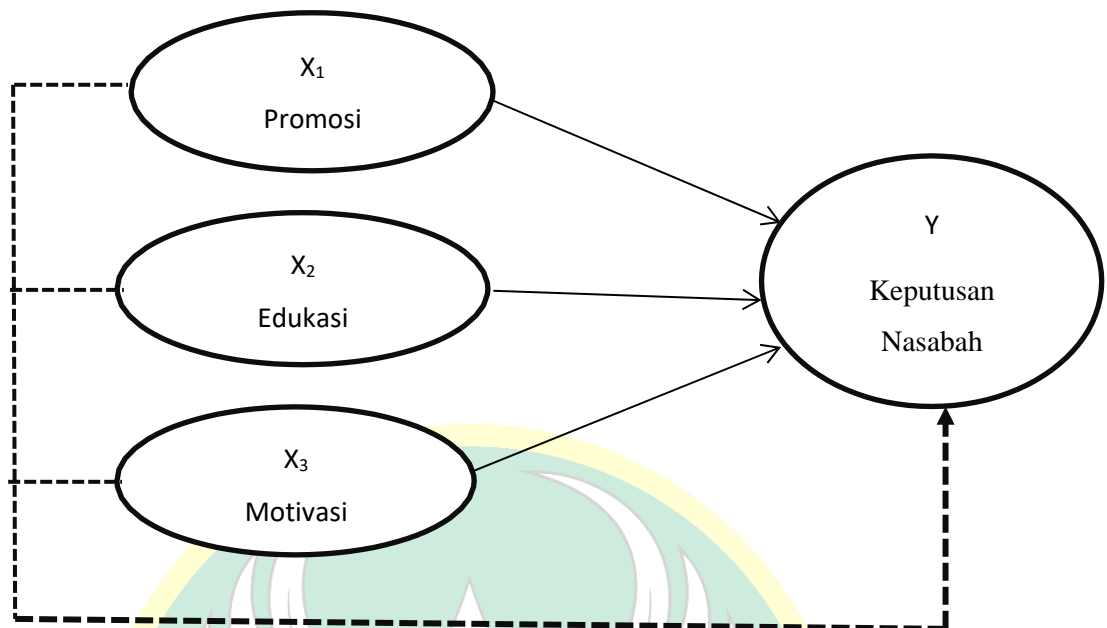 X₁
Promosi
X₂
Edukasi
X₃
Motivasi
Y
Keputusan
Nasabah